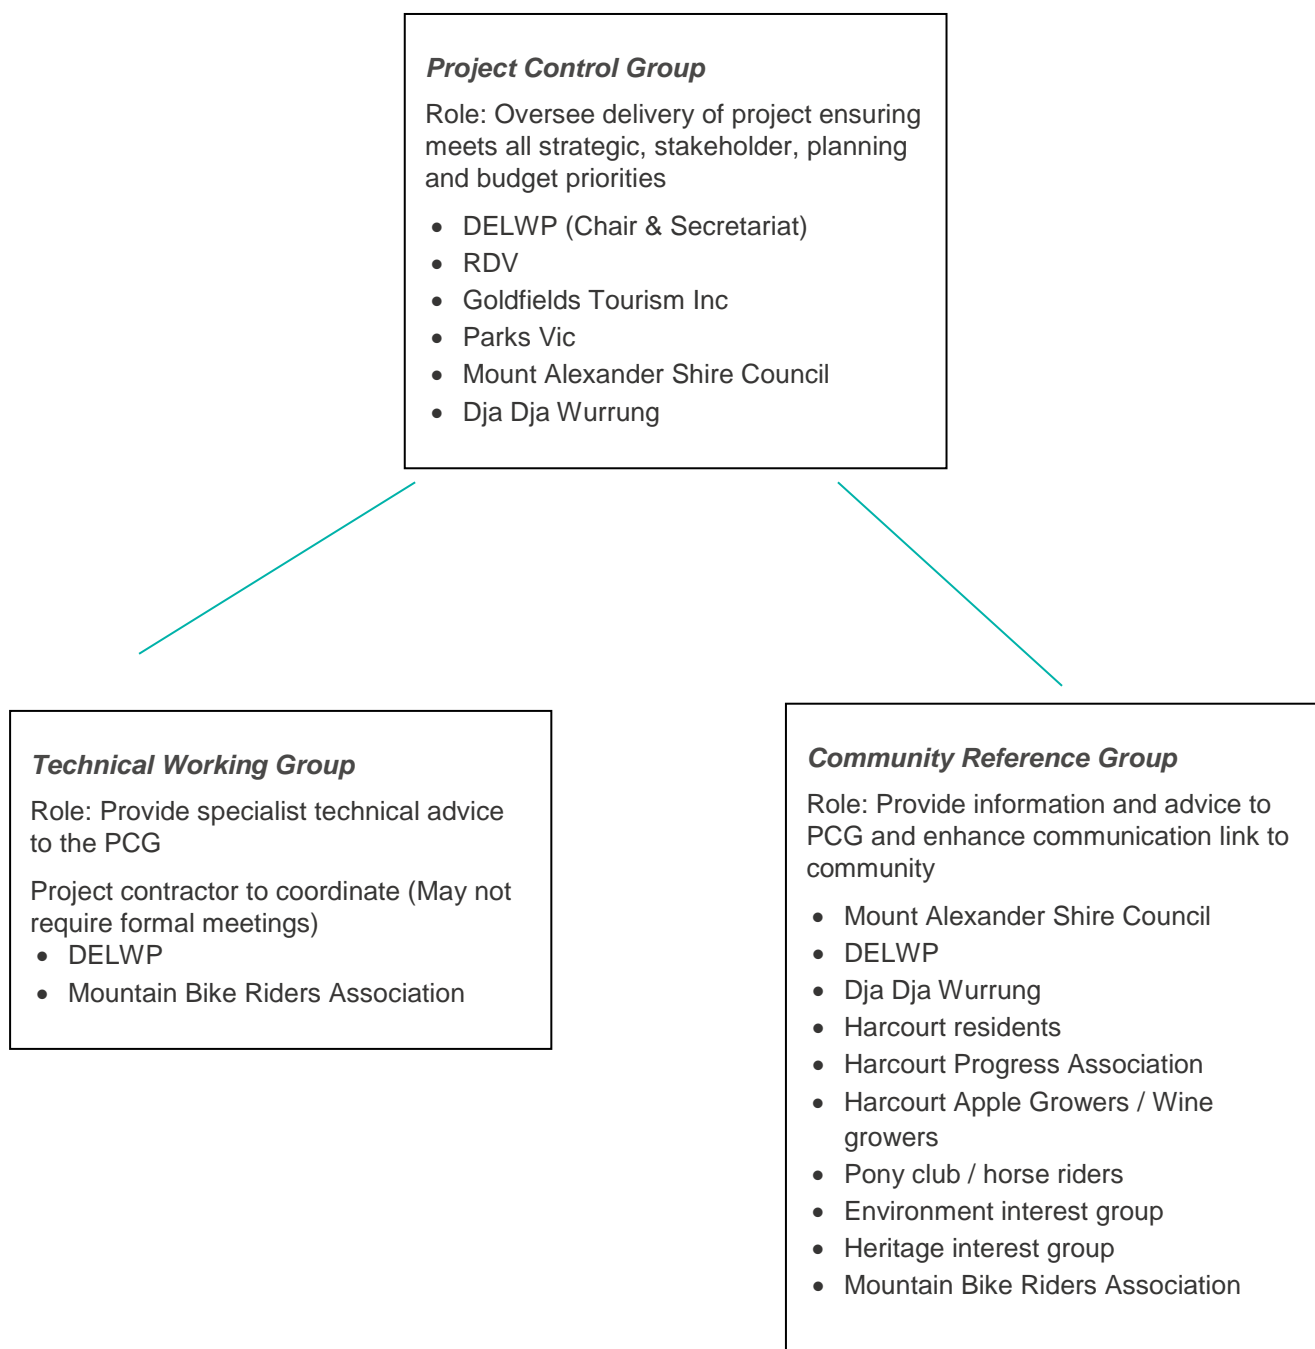 Project Control Group
Role: Oversee delivery of project ensuring
meets all strategic, stakeholder, planning
and budget priorities
• DELWP (Chair & Secretariat)
• RDV
• Goldfields Tourism Inc
• Parks Vic
• Mount Alexander Shire Council
• Dja Dja Wurrung
Technical Working Group
Role: Provide specialist technical advice
to the PCG
Project contractor to coordinate (May not
require formal meetings)
• DELWP
• Mountain Bike Riders Association
Community Reference Group
Role: Provide information and advice to
PCG and enhance communication link to
community
• Mount Alexander Shire Council
• DELWP
• Dja Dja Wurrung
• Harcourt residents
• Harcourt Progress Association
• Harcourt Apple Growers / Wine
growers
• Pony club / horse riders
• Environment interest group
• Heritage interest group
• Mountain Bike Riders Association